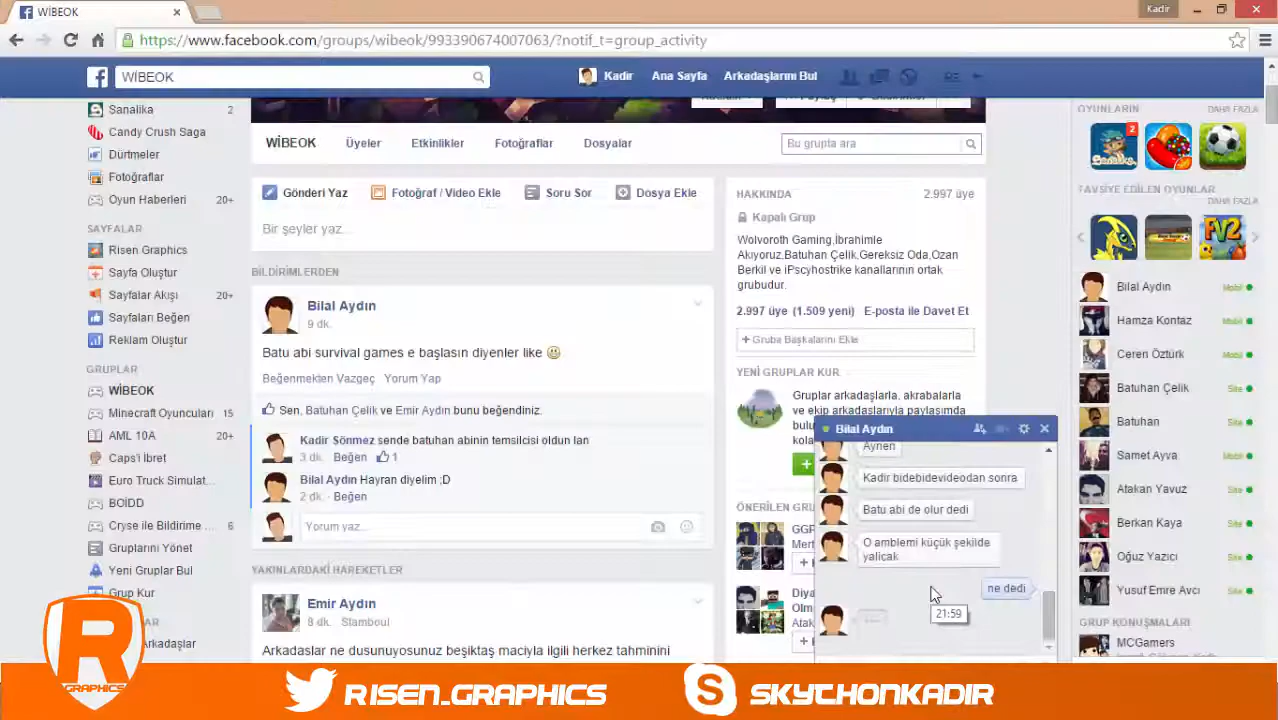 WİBEOK
Kadir
https://www.facebook.com/groups/wibeok/993390674007063/?notif_t=group_activity
WİBEOK
Kadir
Ana Sayfa
Arkadaşlarını Bul
Sanalika 2
Candy Crush Saga
Dürtmeler
Fotoğraflar
Oyun Haberleri 20+
SAYFALAR
Risen Graphics
Sayfa Oluştur
Sayfalar Akışı 20+
Sayfaları Beğen
Reklam Oluştur
GRUPLAR
WİBEOK
Minecraft Oyuncuları 15
AML 10A 20+
Caps'i İbret
Euro Truck Simulat...
BOİDD
Cryse ile Bildirime ... 6
Gruplarını Yönet
Yeni Gruplar Bul
Grup Kur
WİBEOK
Üyeler
Etkinlikler
Fotoğraflar
Dosyalar
Bu grupta ara
Gönderi Yaz
Fotoğraf / Video Ekle
Soru Sor
Dosya Ekle
Bir şeyler yaz...
BİLDİRİMLERDEN
Bilal Aydın
9 dk.
Batu abi survival games e başlasın diyenler like
Beğenmekten Vazgeç Yorum Yap
Sen, Batuhan Çelik ve Emir Aydın bunu beğendiniz.
Kadir Sönmez sende batuhan abinin temsilcisi oldun lan
3 dk. Beğen 1
Bilal Aydın Hayran diyelim ;D
2 dk. Beğen
Yorum yaz...
YAKINLARDAKİ HAREKETLER
Emir Aydın
8 dk. Stamboul
Arkadaslar ne dusunuyosunuz beşiktaş maciyla ilgili herkez tahminini
HAKKINDA 2.997 üye
Kapalı Grup
Wolvoroth Gaming,İbrahimle
Akıyoruz,Batuhan Çelik,Gereksiz Oda,Ozan
Berkil ve iPscyhostrike kanallarının ortak
grubudur.
2.997 üye (1.509 yeni) E-posta ile Davet Et
+ Gruba Başkalarını Ekle
YENİ GRUPLAR KUR
Gruplar arkadaşlarla, akrabalarla
ve ekip arkadaşlarıyla paylaşımda
ÖNERİLEN GRU
GGF
Mert
Diya
Olm
Atak
Bilal Aydın
Aynen
Kadir bidebidevideodan sonra
Batu abi de olur dedi
O amblemi küçük şekilde
yaliçak
ne dedi
21:59
OYUNLARIN DAHA FAZLA
2
TAVSİYE EDİLEN OYUNLAR
DAHA FAZLA
FV2
Bilal Aydın Mobil
Hamza Kontaz Mobil
Ceren Öztürk Mobil
Batuhan Çelik Site
Batuhan Site
Samet Ayva Site
Atakan Yavuz Site
Berkan Kaya Site
Oğuz Yazıcı Site
Yusuf Emre Avcı Site
GRUP KONUŞMALARI
MCGamers
R
GRAPHICS
RISEN_GRAPHICS
SKYTHONKADIR